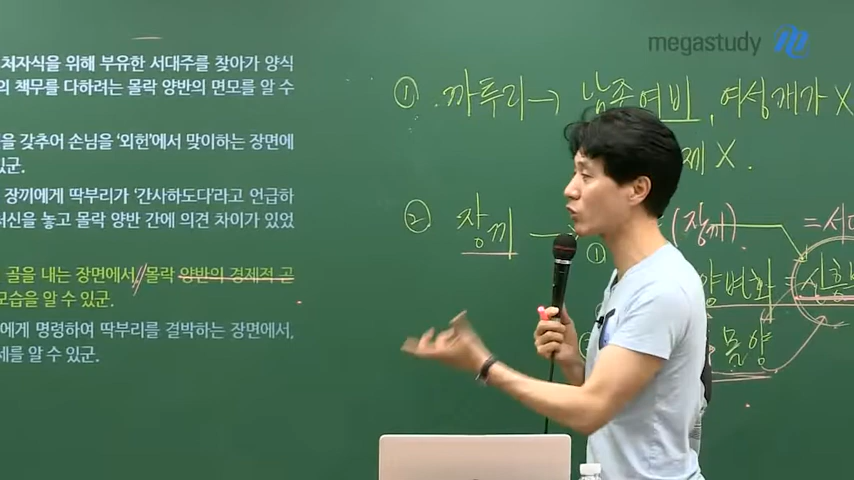 megastudy
처자식을 위해 부유한 서대주를 찾아가 양식
의 책무를 다하려는 몰락 양반의 면모를 알 수
을 갖추어 손님을 '외헌'에서 맞이하는 장면에
있군.
장끼에게 딱부리가 '간사하도다'라고 언급하
처신을 놓고 몰락 양반 간에 의견 차이가 있었
골을 내는 장면에서 몰락 양반의 경제적 곤
모습을 알 수 있군.
에게 명령하여 딱부리를 결박하는 장면에서,
세를 알 수 있군.
① 까투리→ 남존여비, 여성개가 X
제 X.
② 장끼
①
(장끼)
몰양